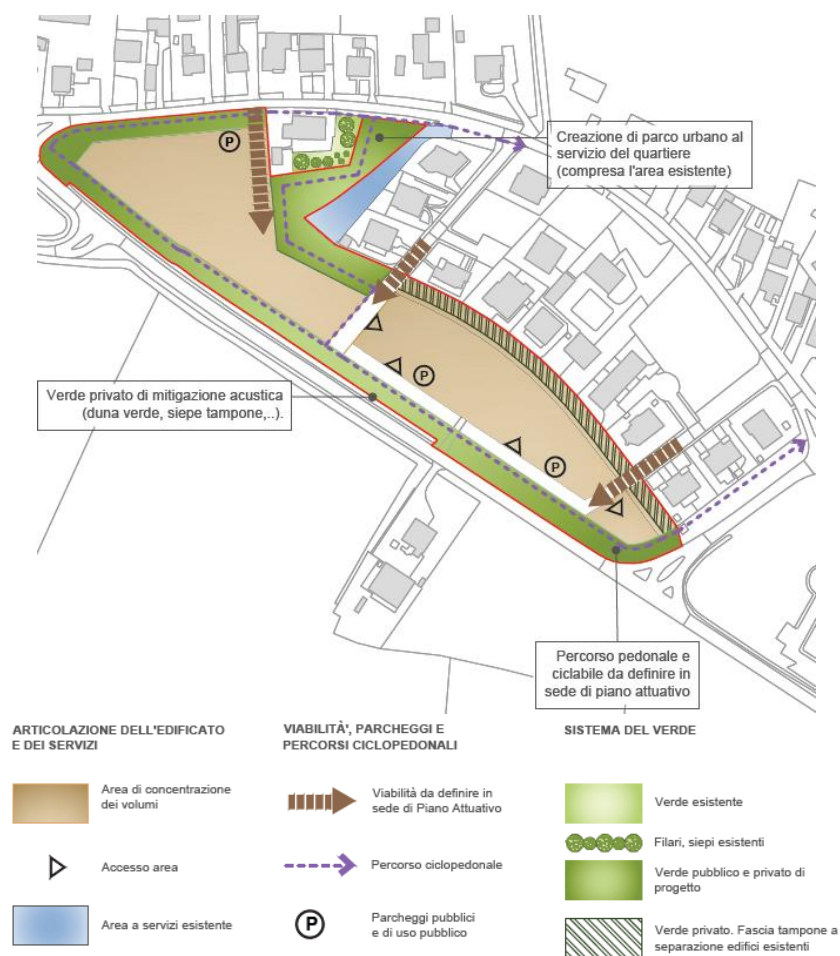 P
Creazione di parco urbano al
servizio del quartiere
(compresa l'area esistente)
Verde privato di mitigazione acustica
(duna verde, siepe tampone,..).
P
P
Percorso pedonale e
ciclabile da definire in
sede di piano attuativo
ARTICOLAZIONE DELL'EDIFICATO
E DEI SERVIZI
Area di concentrazione
dei volumi
Accesso area
Area a servizi esistente
VIABILITÀ', PARCHEGGI E
PERCORSI CICLOPEDONALI
Viabilità da definire in
sede di Piano Attuativo
Percorso ciclopedonale
P
Parcheggi pubblici
e di uso pubblico
SISTEMA DEL VERDE
Verde esistente
Filari, siepi esistenti
Verde pubblico e privato di
progetto
Verde privato. Fascia tampone a
separazione edifici esistenti